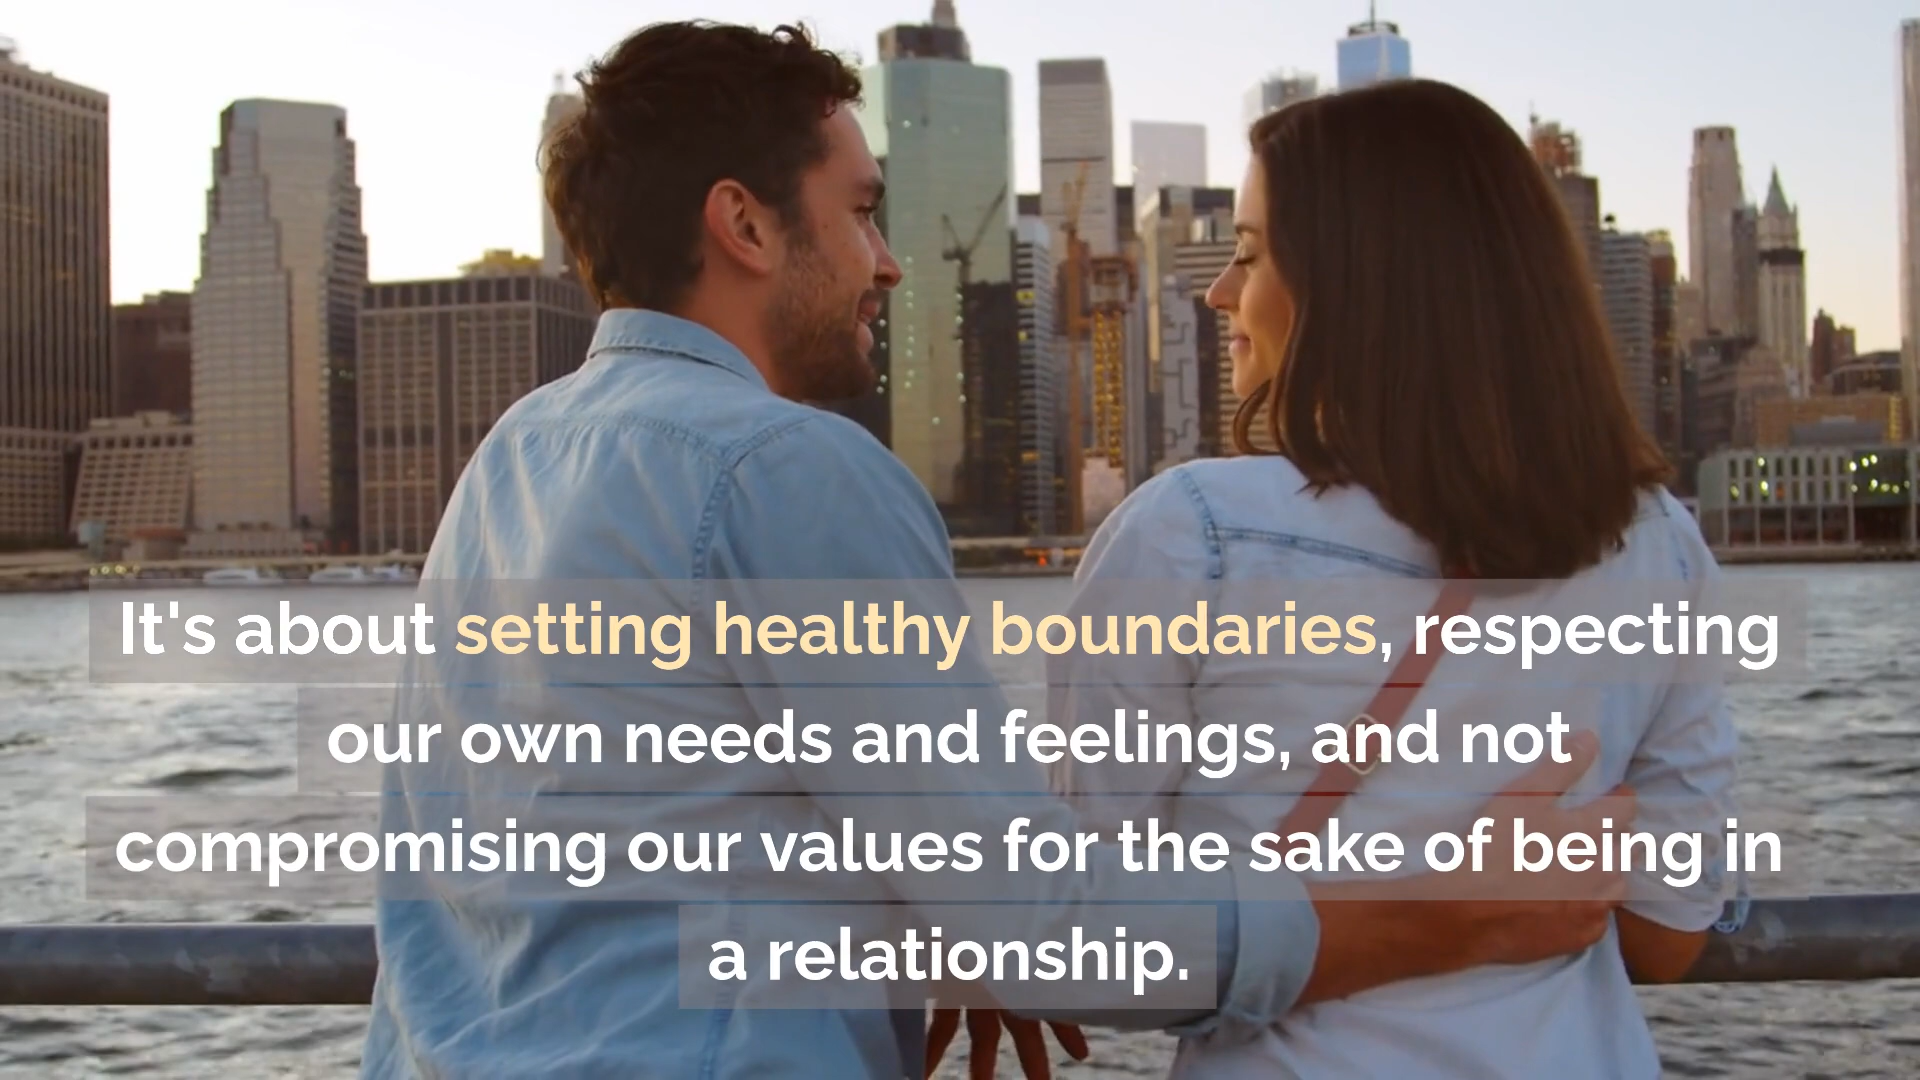 It's about setting healthy boundaries, respecting
our own needs and feelings, and not
compromising our values for the sake of being in
a relationship.